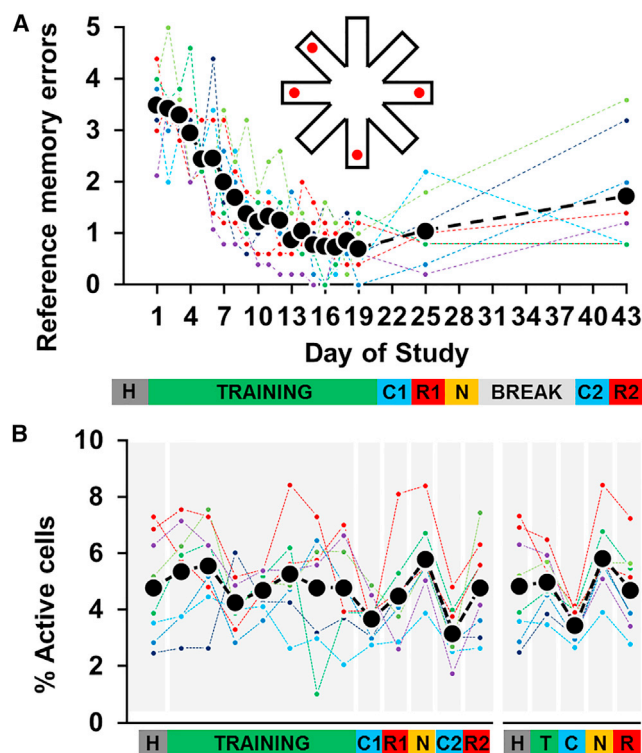 A
Reference memory errors
5
4
3
2
1
0
1 4 7 10 13 16 19 22 25 28 31 34 37 40 43
Day of Study
H TRAINING C1 R1 N BREAK C2 R2
B
% Active cells
10
8
6
4
2
0
H TRAINING C1 R1 N C2 R2 H T C N R